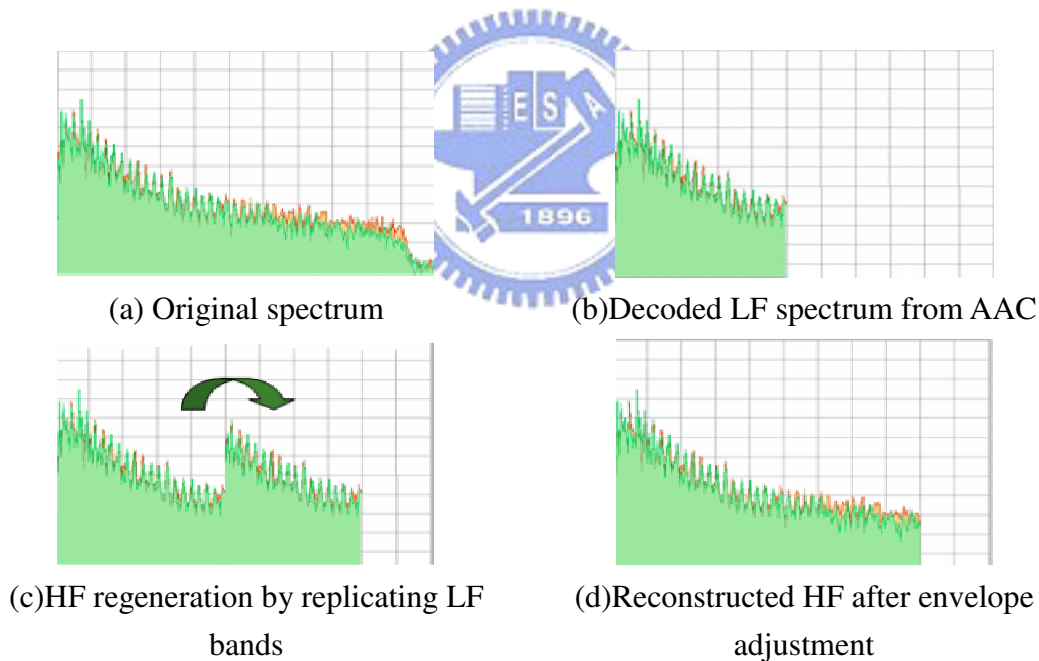 E S A
1896
(a) Original spectrum
(b)Decoded LF spectrum from AAC
(c)HF regeneration by replicating LF
bands
(d)Reconstructed HF after envelope
adjustment